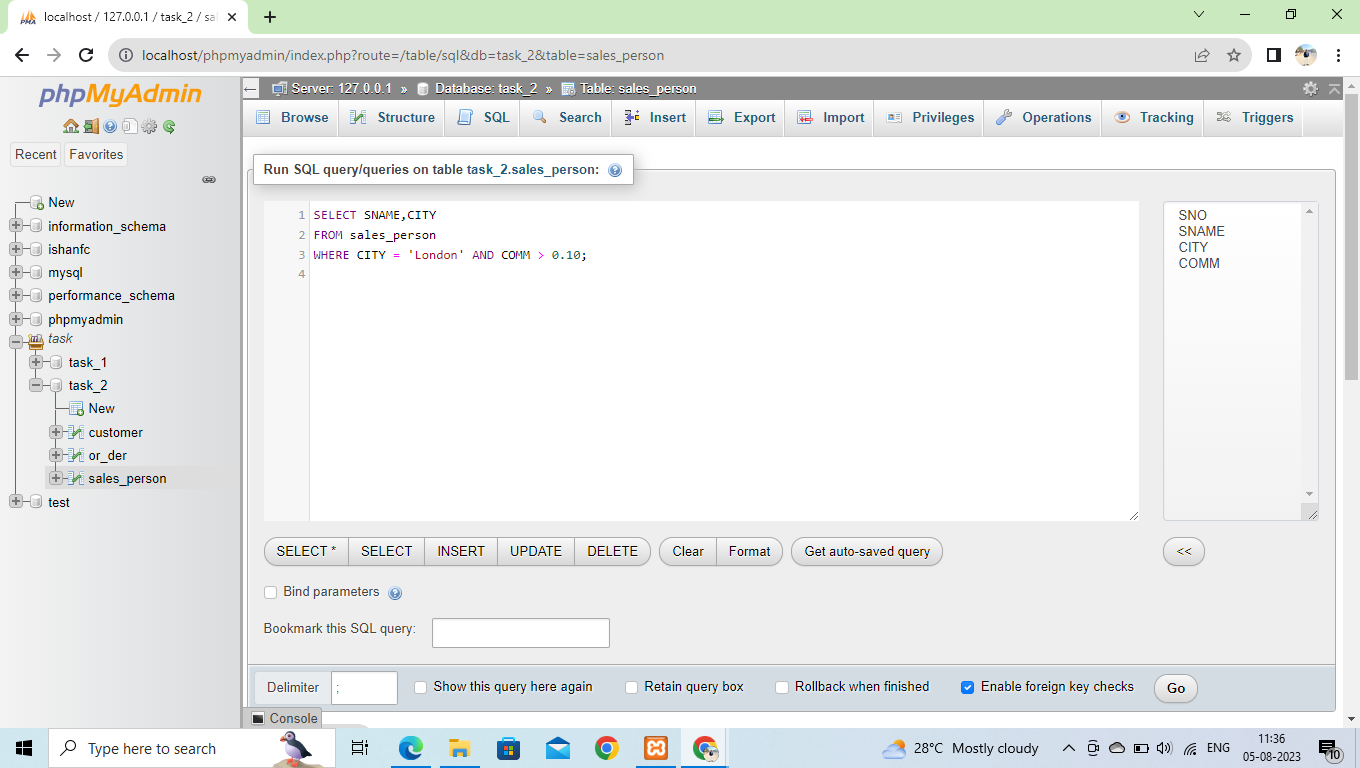 localhost / 127.0.0.1 / task_2 / sal
localhost/phpmyadmin/index.php?route=/table/sql&db=task_2&table=sales_person
phpMyAdmin
Recent Favorites
New
information_schema
ishanfc
mysql
performance_schema
phpmyadmin
task
task_1
task_2
New
customer
or_der
sales_person
test
Server: 127.0.0.1 » Database: task_2 » Table: sales_person
Browse Structure SQL Search Insert Export Import Privileges Operations Tracking Triggers
Run SQL query/queries on table task_2.sales_person:
1 SELECT SNAME,CITY
2 FROM sales_person
3 WHERE CITY = 'London' AND COMM > 0.10;
4
SNO
SNAME
CITY
COMM
SELECT * SELECT INSERT UPDATE DELETE Clear Format Get auto-saved query <<
Bind parameters
Bookmark this SQL query:
Delimiter ; Show this query here again Retain query box Rollback when finished Enable foreign key checks Go
Console
Type here to search
28°C Mostly cloudy
ENG
11:36
05-08-2023
10